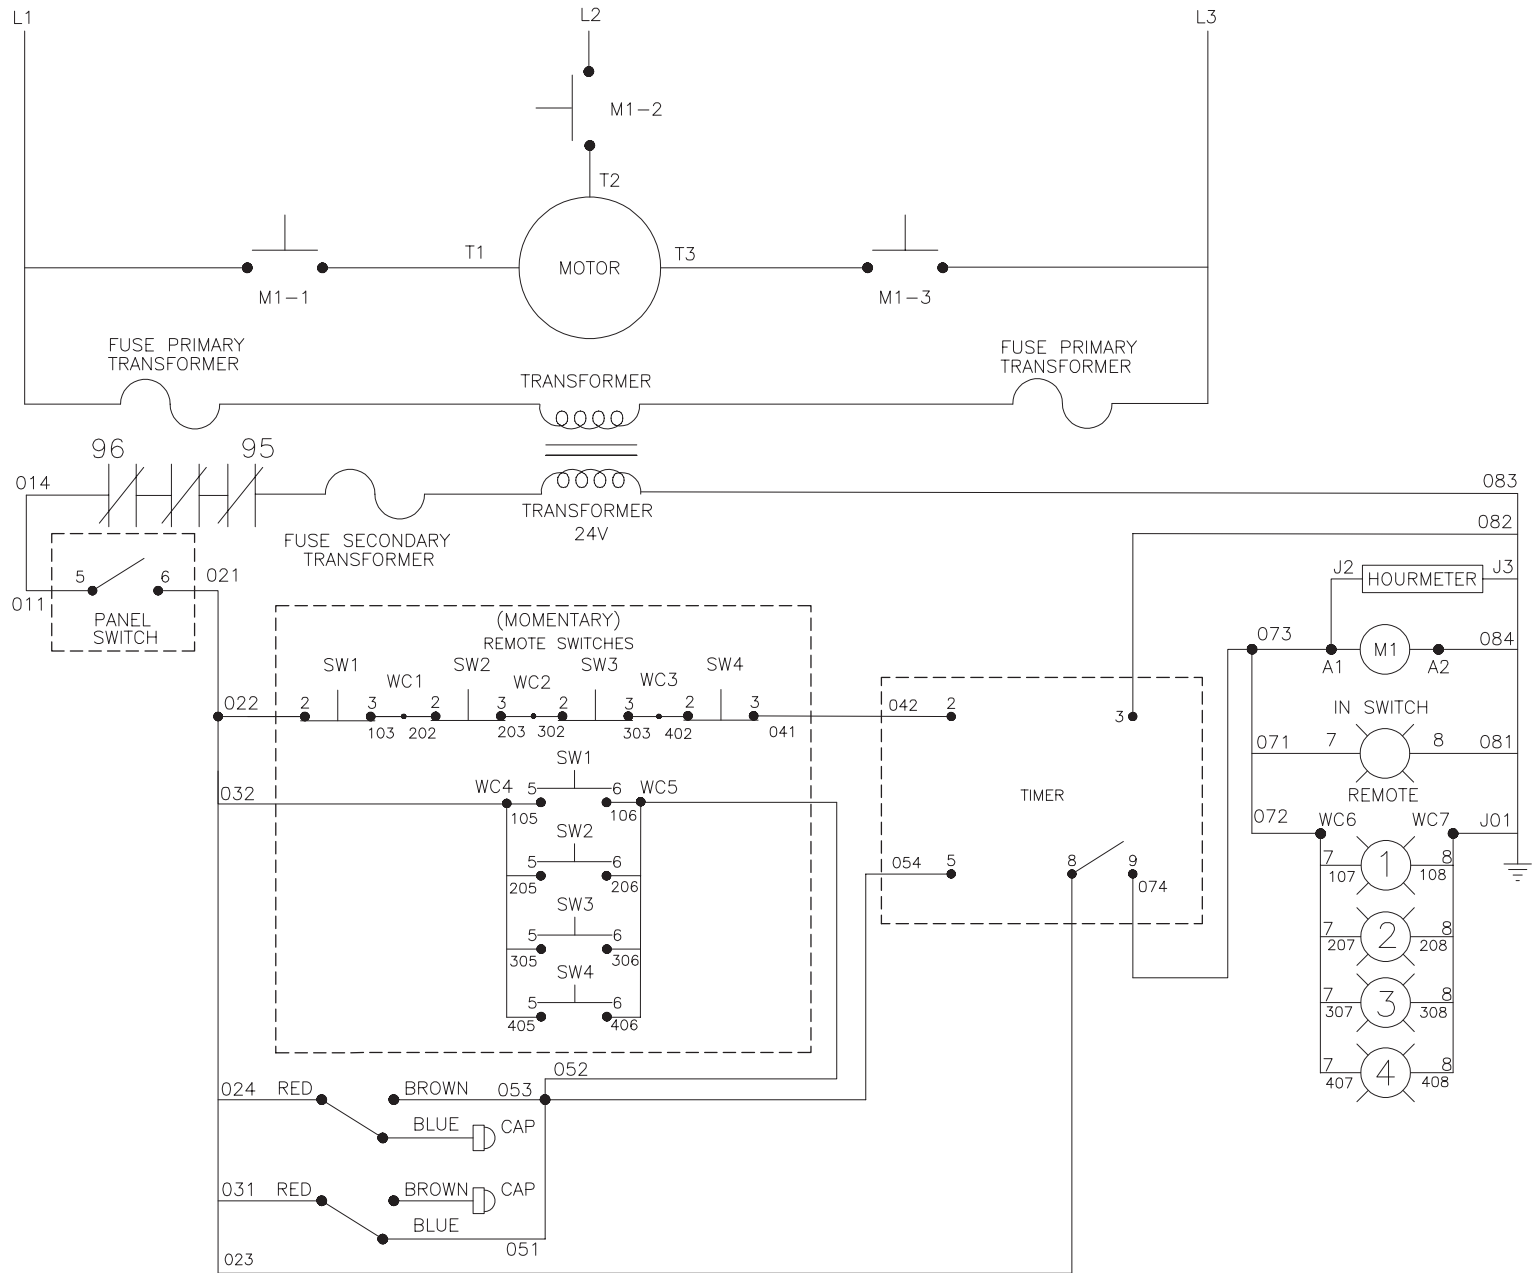 L1
L2
L3
M1-2
T2
T1
MOTOR
T3
M1-1
M1-3
FUSE PRIMARY
TRANSFORMER
TRANSFORMER
FUSE PRIMARY
TRANSFORMER
96
95
014
083
TRANSFORMER
24V
FUSE SECONDARY
TRANSFORMER
082
J2
HOURMETER
J3
5
6
021
011
PANEL
SWITCH
(MOMENTARY)
REMOTE SWITCHES
SW1
WC1
SW2
WC2
SW3
WC3
SW4
073
M1
084
A1
A2
022
2
3
2
3
2
3
2
3
103
202
203
302
303
402
041
042
2
3
IN SWITCH
071
7
8
081
SW1
032
WC4
5
6
WC5
105
106
TIMER
REMOTE
072
WC6
WC7
J01
SW2
5
6
205
206
054
5
8
9
074
7
1
8
107
108
SW3
5
6
305
306
7
2
8
207
208
SW4
5
6
405
406
7
3
8
307
308
052
7
4
8
407
408
024
RED
BROWN
053
BLUE
CAP
031
RED
BROWN
CAP
BLUE
051
023